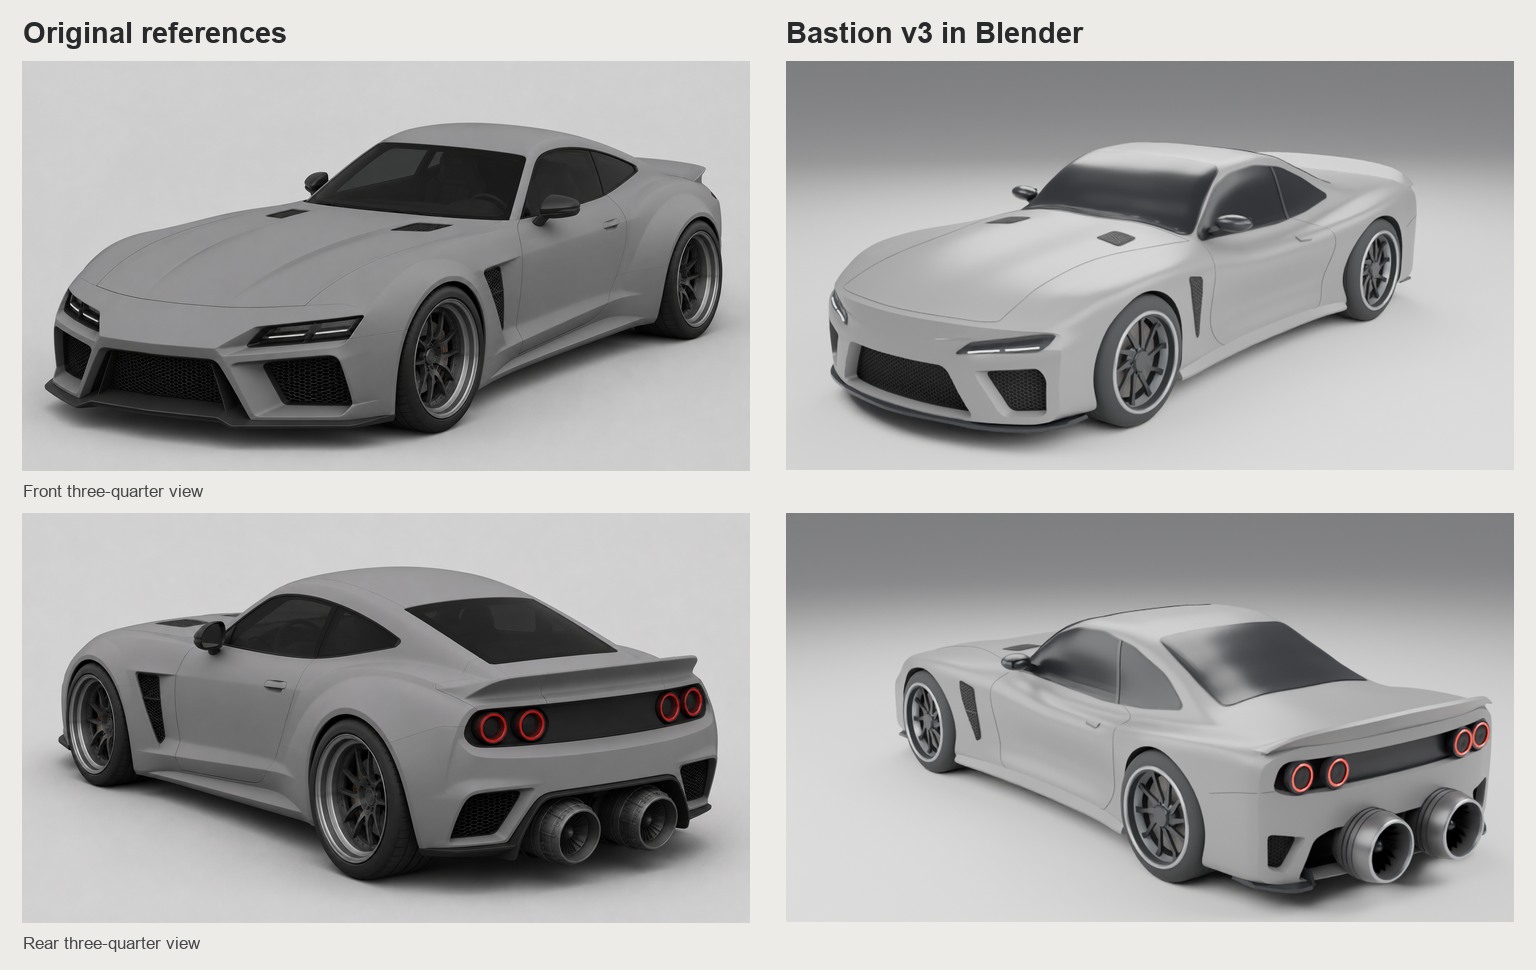 Original references
Bastion v3 in Blender
Front three-quarter view
Rear three-quarter view